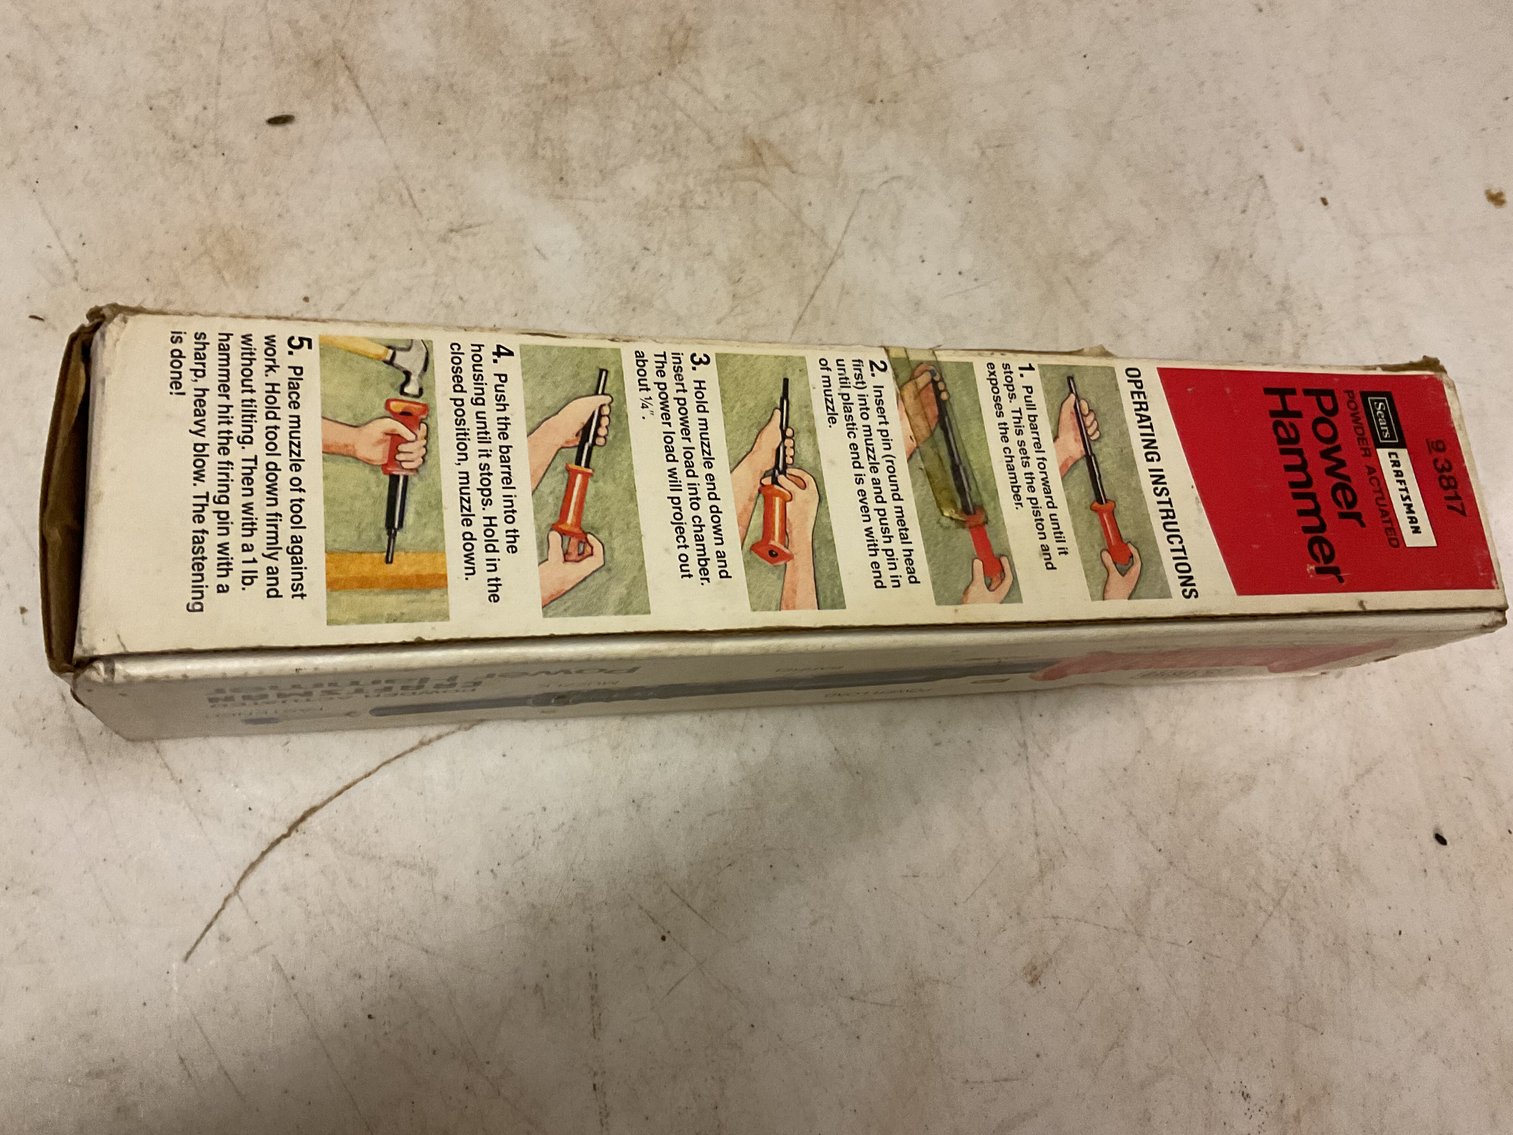 9 3817
Sears CRAFTSMAN
POWDER ACTUATED
Power
Hammer
OPERATING INSTRUCTIONS
1. Pull barrel forward until it
stops. This sets the piston and
exposes the chamber.
2. Insert pin (round metal head
first) into muzzle and push pin in
until plastic end is even with end
of muzzle.
3. Hold muzzle end down and
insert power load into chamber.
The power load will project out
about ¼".
4. Push the barrel into the
housing until it stops. Hold in the
closed position, muzzle down.
5. Place muzzle of tool against
work. Hold tool down firmly and
without tilting. Then with a 1 lb.
hammer hit the firing pin with a
sharp, heavy blow. The fastening
is done!
CRAFTSMAN
Power Hammer